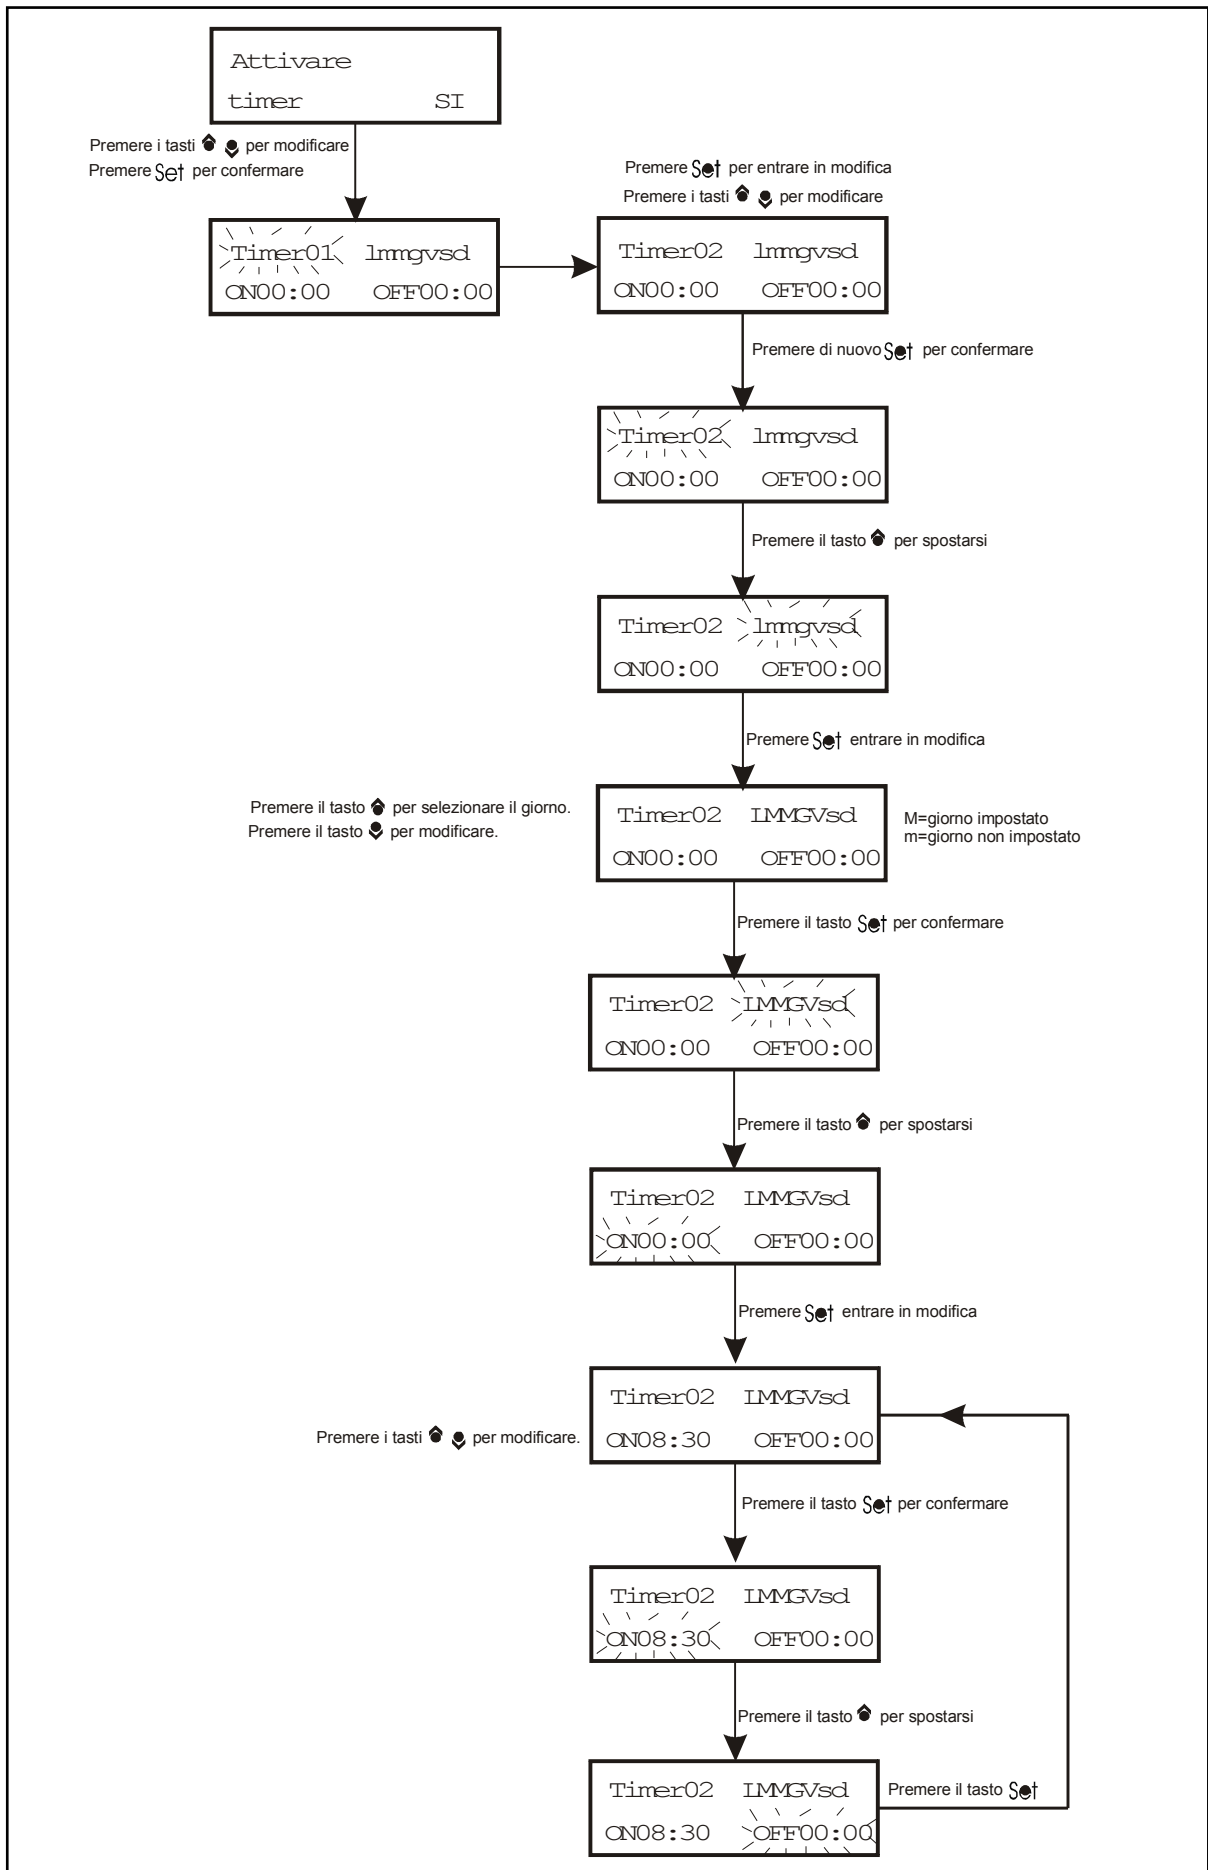 Attivare
timer SI
Premere i tasti per modificare
Premere Set per confermare
Premere Set per entrare in modifica
Premere i tasti per modificare
Timer01 lmmgvsd
ON00:00 OFF00:00
Timer02 lmmgvsd
ON00:00 OFF00:00
Premere di nuovo Set per confermare
Timer02 lmmgvsd
ON00:00 OFF00:00
Premere il tasto per spostarsi
Timer02 lmmgvsd
ON00:00 OFF00:00
Premere Set entrare in modifica
Premere il tasto per selezionare il giorno.
Premere il tasto per modificare.
Timer02 LMMGVsd
ON00:00 OFF00:00
M=giorno impostato
m=giorno non impostato
Premere il tasto Set per confermare
Timer02 LMMGVsd
ON00:00 OFF00:00
Premere il tasto per spostarsi
Timer02 LMMGVsd
ON00:00 OFF00:00
Premere Set entrare in modifica
Timer02 LMMGVsd
ON08:30 OFF00:00
Premere i tasti per modificare.
Premere il tasto Set per confermare
Timer02 LMMGVsd
ON08:30 OFF00:00
Premere il tasto per spostarsi
Timer02 LMMGVsd
ON08:30 OFF00:00
Premere il tasto Set